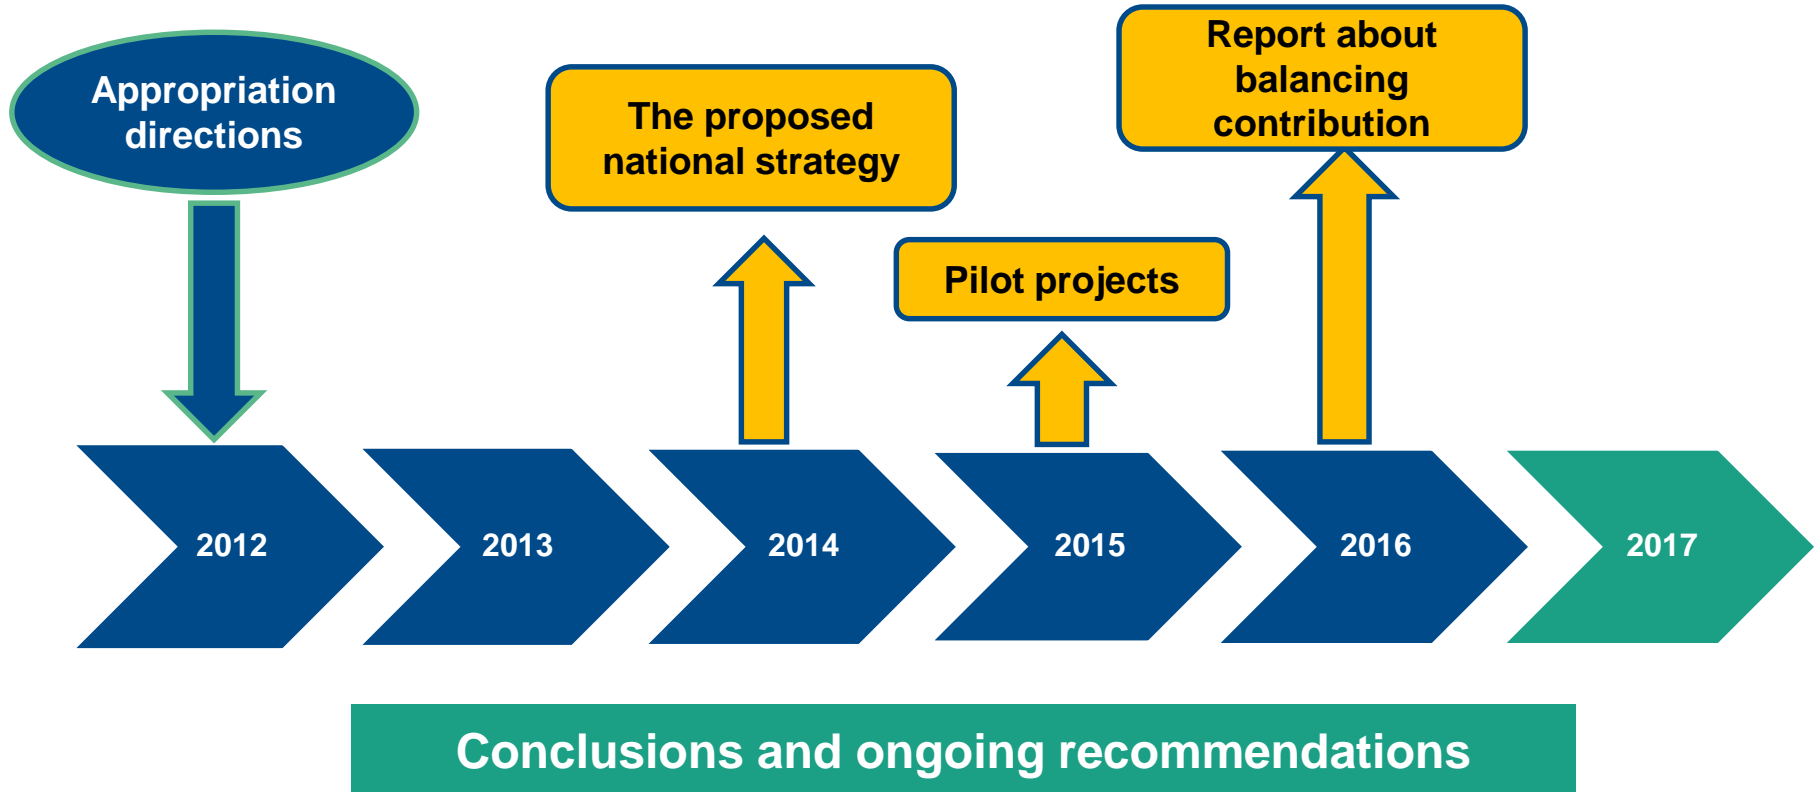 Appropriation
directions
The proposed
national strategy
Pilot projects
Report about
balancing
contribution
2012
2013
2014
2015
2016
2017
Conclusions and ongoing recommendations